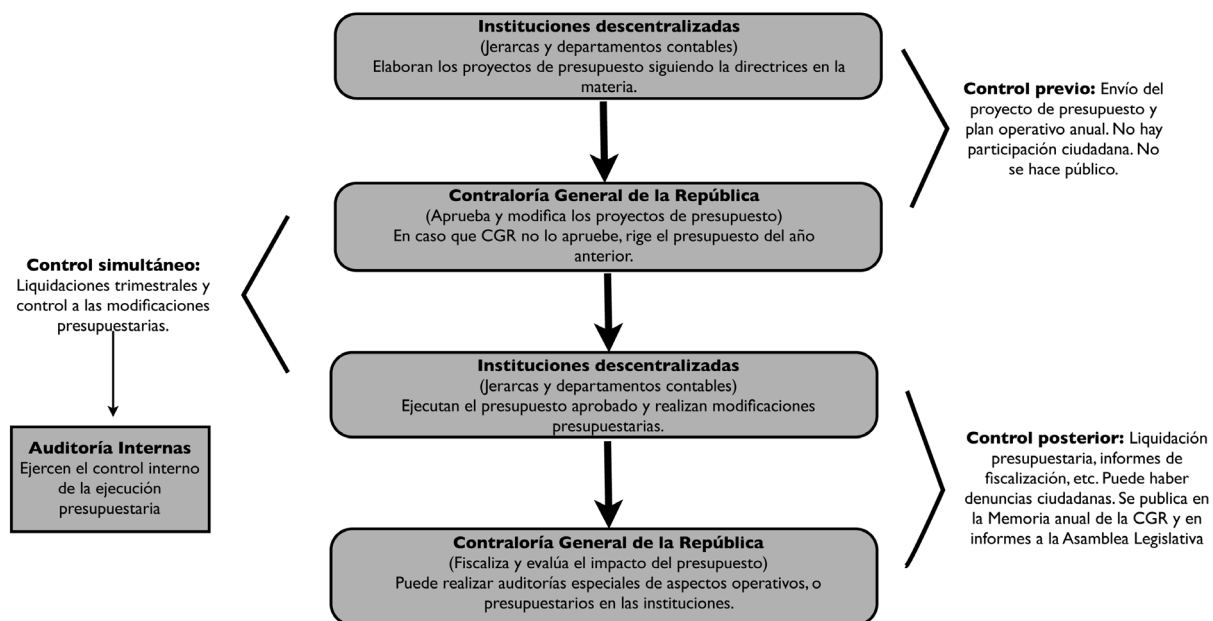 Instituciones descentralizadas
(Jerarcas y departamentos contables)
Elaboran los proyectos de presupuesto siguiendo la directrices en la
materia.
Control previo: Envío del
proyecto de presupuesto y
plan operativo anual. No hay
participación ciudadana. No
se hace público.
Contraloría General de la República
(Aprueba y modifica los proyectos de presupuesto)
En caso que CGR no lo apruebe, rige el presupuesto del año
anterior.
Control simultáneo:
Liquidaciones trimestrales y
control a las modificaciones
presupuestarias.
Instituciones descentralizadas
(Jerarcas y departamentos contables)
Ejecutan el presupuesto aprobado y realizan modificaciones
presupuestarias.
Auditoría Internas
Ejercen el control interno
de la ejecución
presupuestaria
Control posterior: Liquidación
presupuestaria, informes de
fiscalización, etc. Puede haber
denuncias ciudadanas. Se publica en
la Memoria anual de la CGR y en
informes a la Asamblea Legislativa
Contraloría General de la República
(Fiscaliza y evalúa el impacto del presupuesto)
Puede realizar auditorías especiales de aspectos operativos, o
presupuestarios en las instituciones.